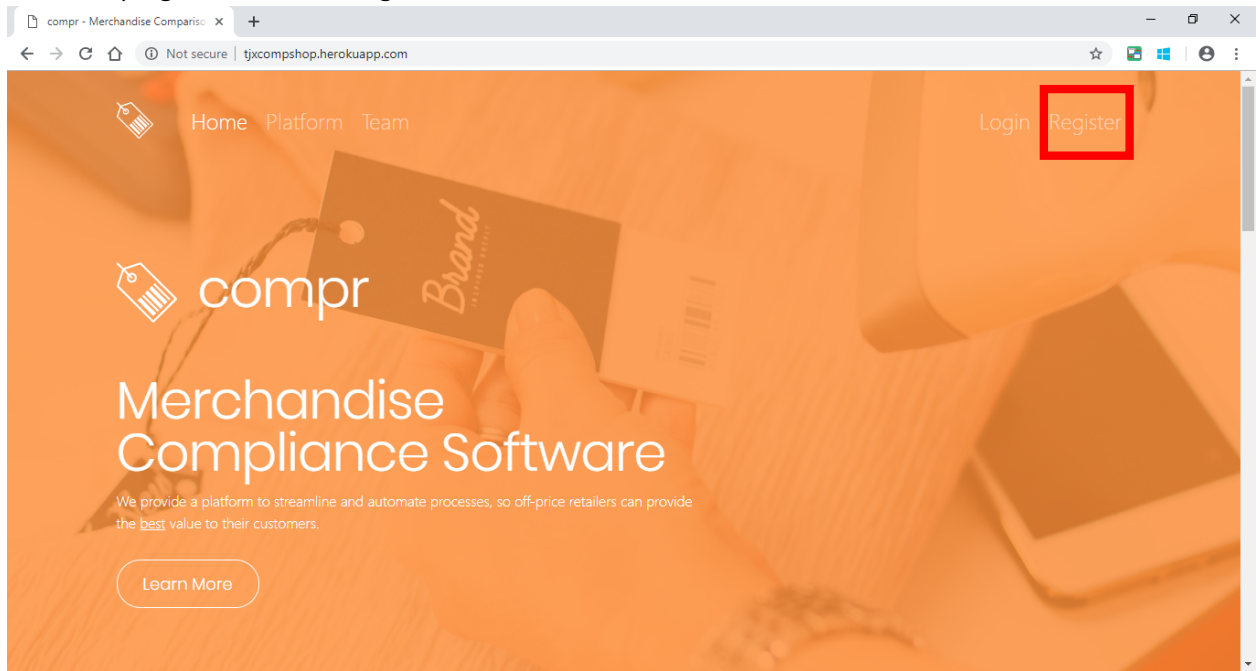 compr - Merchandise Compariso
Not secure | tjxcompshop.herokuapp.com
Home Platform Team Login Register
Brand
compr
Merchandise
Compliance Software
We provide a platform to streamline and automate processes, so off-price retailers can provide
the best value to their customers.
Learn More